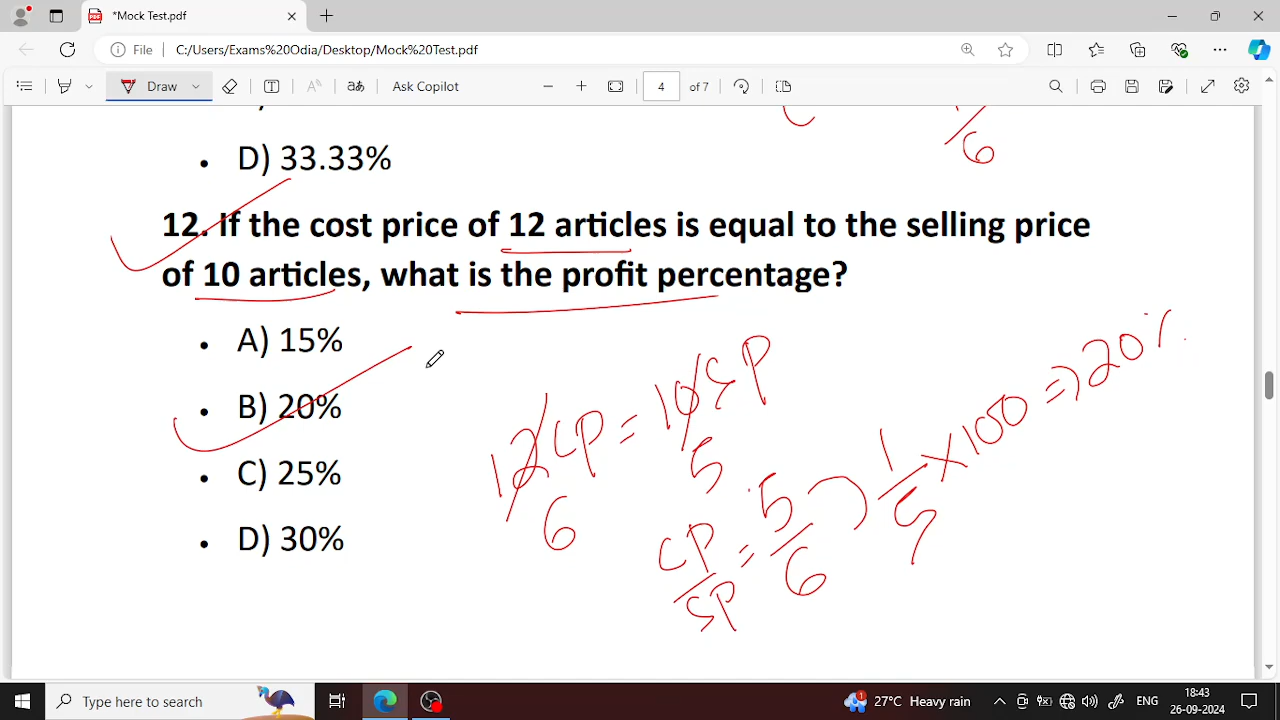 *Mock Test.pdf
File
C:/Users/Exams%20Odia/Desktop/Mock%20Test.pdf
Draw
Ask Copilot
4
of 7
6
D) 33.33%
12. If the cost price of 12 articles is equal to the selling price
of 10 articles, what is the profit percentage?
A) 15%
B) 20%
C) 25%
D) 30%
12 CP = 10 SP
6 5
CP/SP = 5/6 ) 1/5 × 100 => 20%
Type here to search
1
27°C Heavy rain
ENG
18:43
26-09-2024